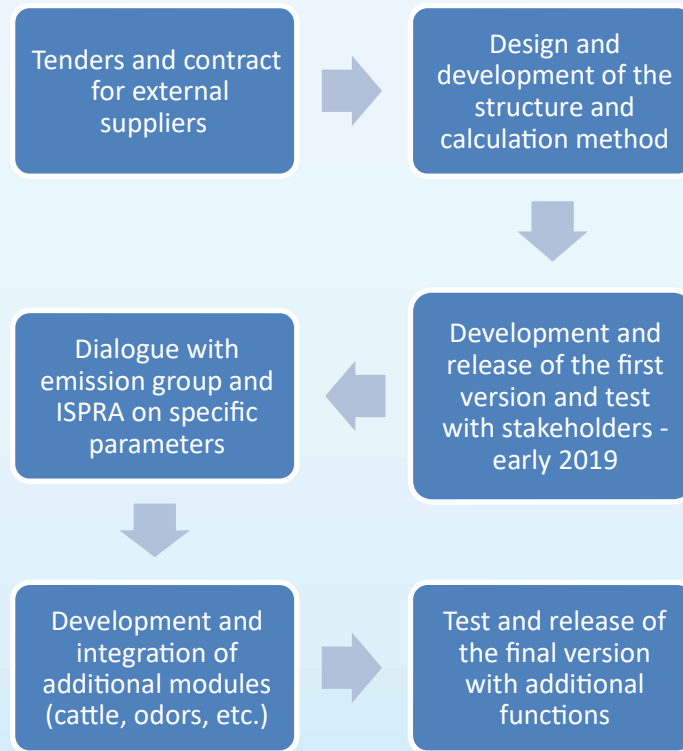 Tenders and contract
for external
suppliers
Design and
development of the
structure and
calculation method
Development and
release of the first
version and test
with stakeholders -
early 2019
Dialogue with
emission group and
ISPRA on specific
parameters
Development and
integration of
additional modules
(cattle, odors, etc.)
Test and release of
the final version
with additional
functions